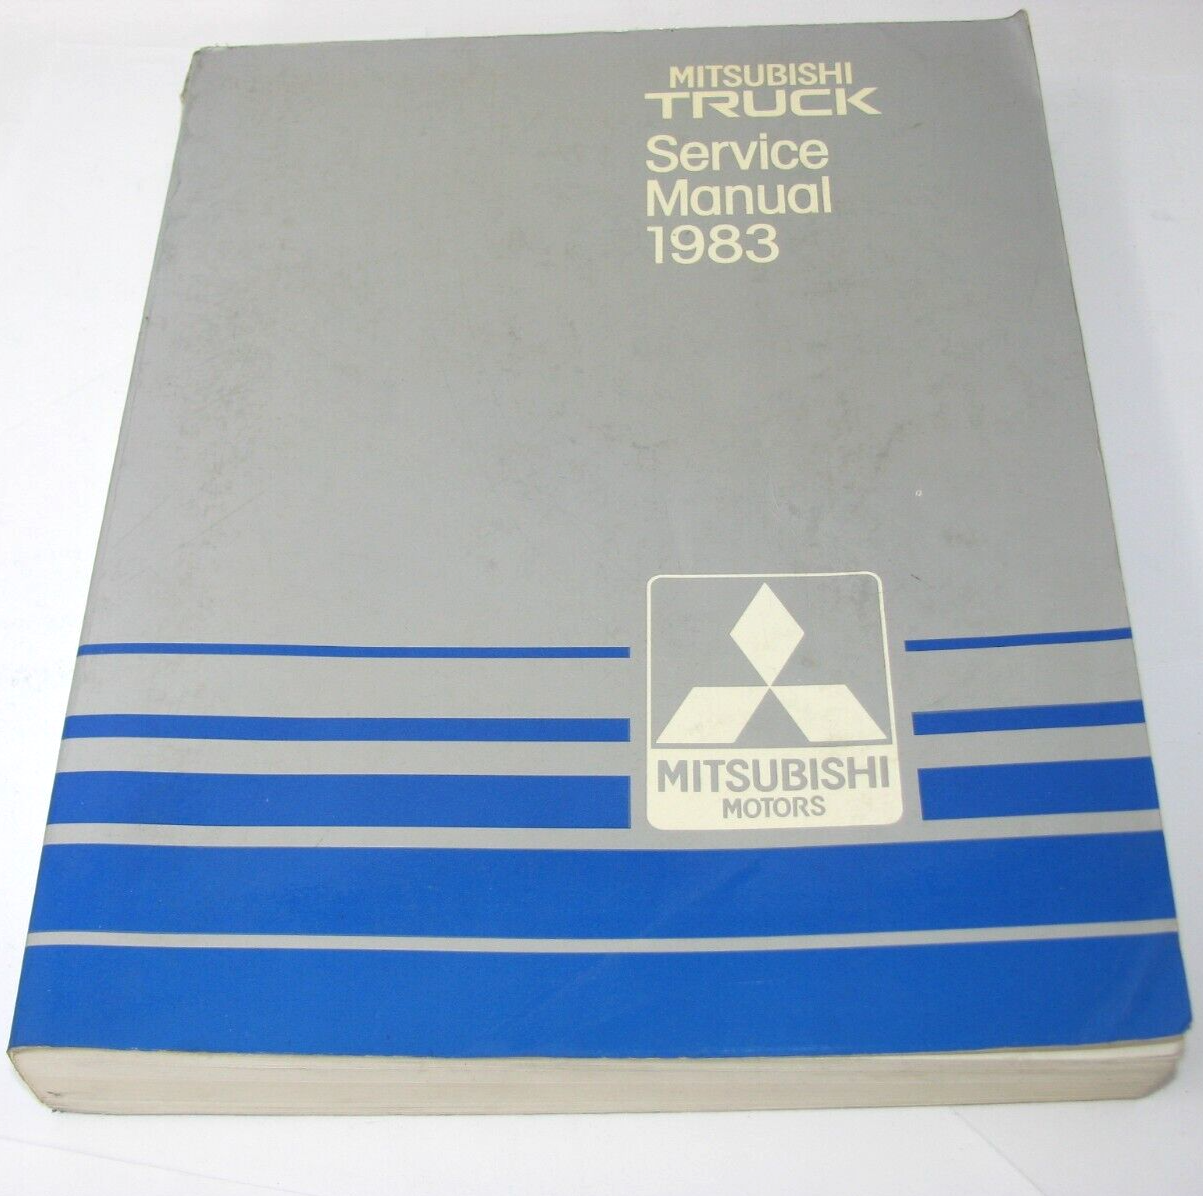 MITSUBISHI
TRUCK
Service
Manual
1983
MITSUBISHI
MOTORS